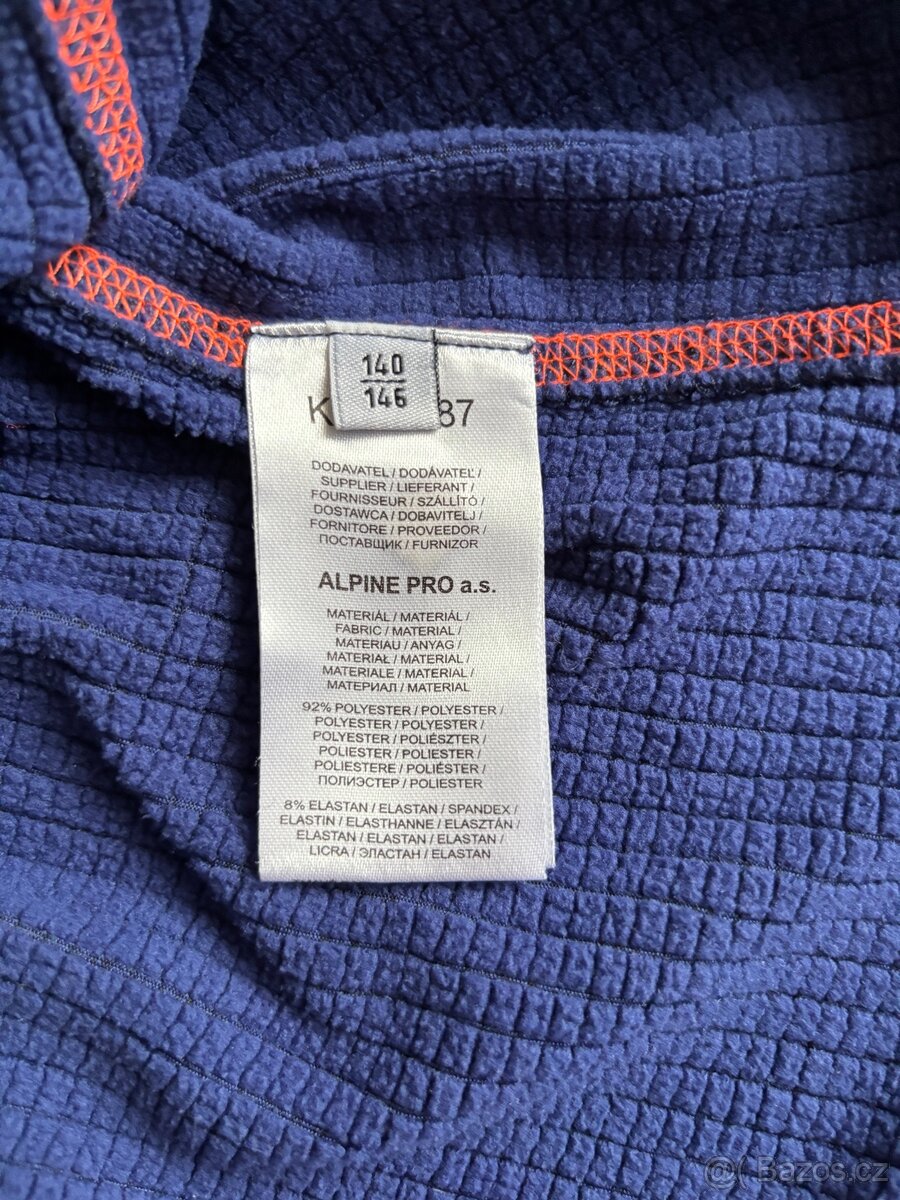 140
146
K 87
DODAVATEL / DODÁVATEĽ /
SUPPLIER / LIEFERANT /
FOURNISSEUR / SZÁLLÍTÓ /
DOSTAWCA / DOBAVITELJ /
FORNITORE / PROVEEDOR /
ПОСТАВЩИК / FURNIZOR
ALPINE PRO a.s.
MATERIÁL / MATERIÁL /
FABRIC / MATERIAL /
MATERIAU / ANYAG /
MATERIAŁ / MATERIAL /
MATERIALE / MATERIAL /
МАТЕРИАЛ / MATERIAL
92% POLYESTER / POLYESTER /
POLYESTER / POLYESTER /
POLYESTER / POLIÉSZTER /
POLIESTER / POLIESTER /
POLIESTERE / POLIÉSTER /
ПОЛИЭСТЕР / POLIESTER
8% ELASTAN / ELASTAN / SPANDEX /
ELASTIN / ELASTHANNE / ELASZTÁN /
ELASTAN / ELASTAN / ELASTAN /
LICRA / ЭЛАСТАН / ELASTAN
@ Bazos.cz